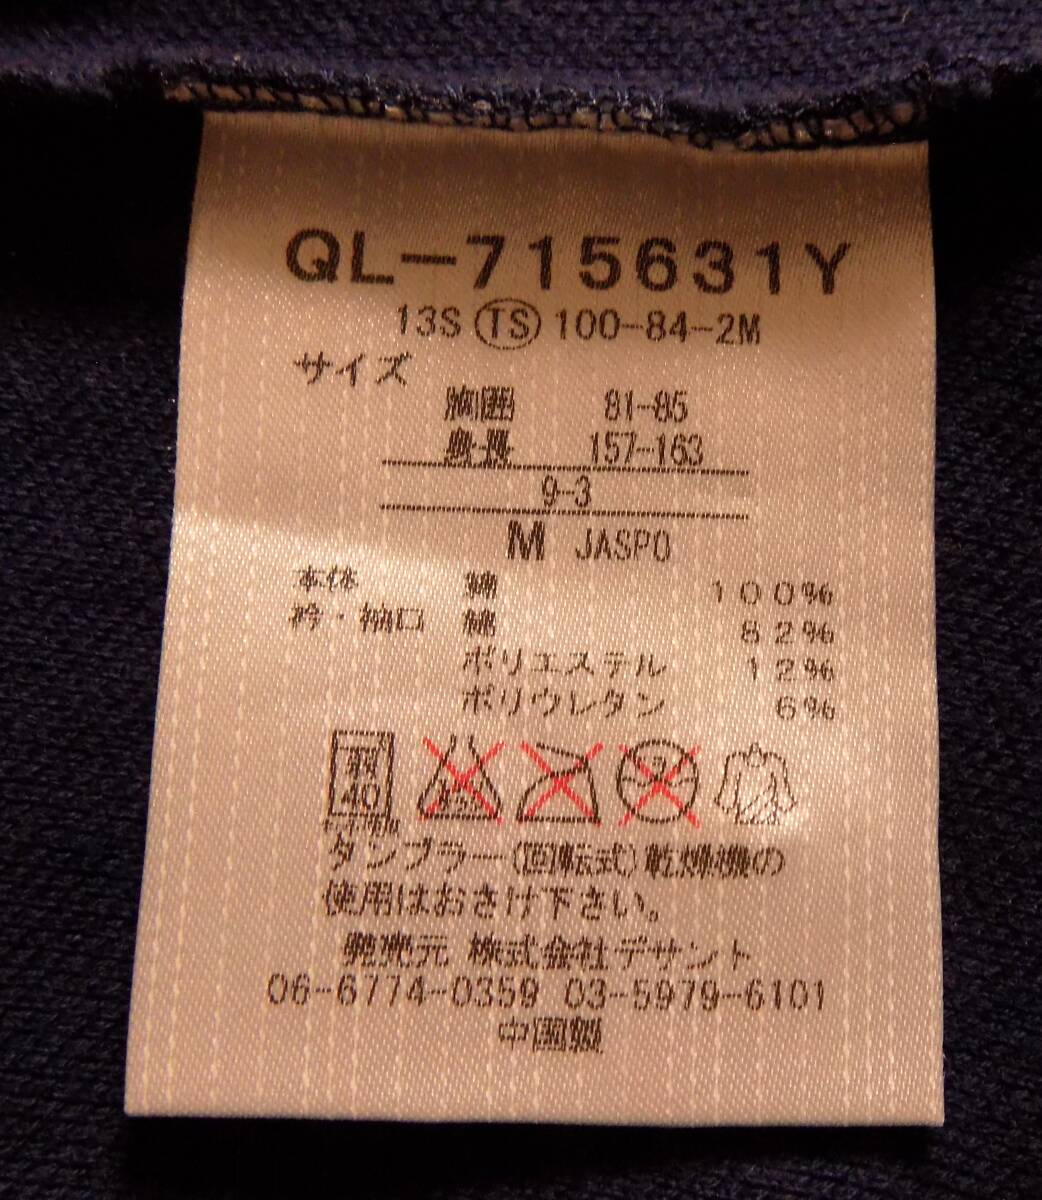 QL-715631Y
13S TS 100-84-2M
サイズ
胸囲 81-85
身長 157-163
9-3
M JASPO
本体 綿 100%
衿・袖口 綿 82%
ポリエステル 12%
ポリウレタン 6%
弱 40
タンブラー(回転式)乾燥機の
使用はおさけ下さい。
発売元 株式会社デサント
06-6774-0359 03-5979-6101
中国製